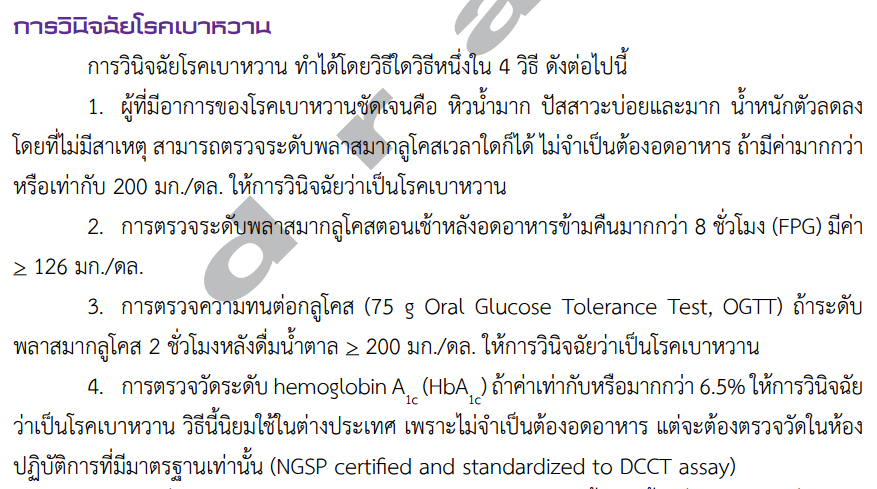 การวินิจฉัยโรคเบาหวาน
การวินิจฉัยโรคเบาหวาน ทำได้โดยวิธีใดวิธีหนึ่งใน 4 วิธี ดังต่อไปนี้
1. ผู้ที่มีอาการของโรคเบาหวานชัดเจนคือ หิวน้ำมาก ปัสสาวะบ่อยและมาก น้ำหนักตัวลดลง
โดยที่ไม่มีสาเหตุ สามารถตรวจระดับพลาสมากลูโคสเวลาใดก็ได้ ไม่จำเป็นต้องอดอาหาร ถ้ามีค่ามากกว่า
หรือเท่ากับ 200 มก./ดล. ให้การวินิจฉัยว่าเป็นโรคเบาหวาน
2. การตรวจระดับพลาสมากลูโคสตอนเช้าหลังอดอาหารข้ามคืนมากกว่า 8 ชั่วโมง (FPG) มีค่า
≥ 126 มก./ดล.
3. การตรวจความทนต่อกลูโคส (75 g Oral Glucose Tolerance Test, OGTT) ถ้าระดับ
พลาสมากลูโคส 2 ชั่วโมงหลังดื่มน้ำตาล ≥ 200 มก./ดล. ให้การวินิจฉัยว่าเป็นโรคเบาหวาน
4. การตรวจวัดระดับ hemoglobin A1c (HbA1c) ถ้าค่าเท่ากับหรือมากกว่า 6.5% ให้การวินิจฉัย
ว่าเป็นโรคเบาหวาน วิธีนี้นิยมใช้ในต่างประเทศ เพราะไม่จำเป็นต้องอดอาหาร แต่จะต้องตรวจวัดในห้อง
ปฏิบัติการที่มีมาตรฐานเท่านั้น (NGSP certified and standardized to DCCT assay)
a r a